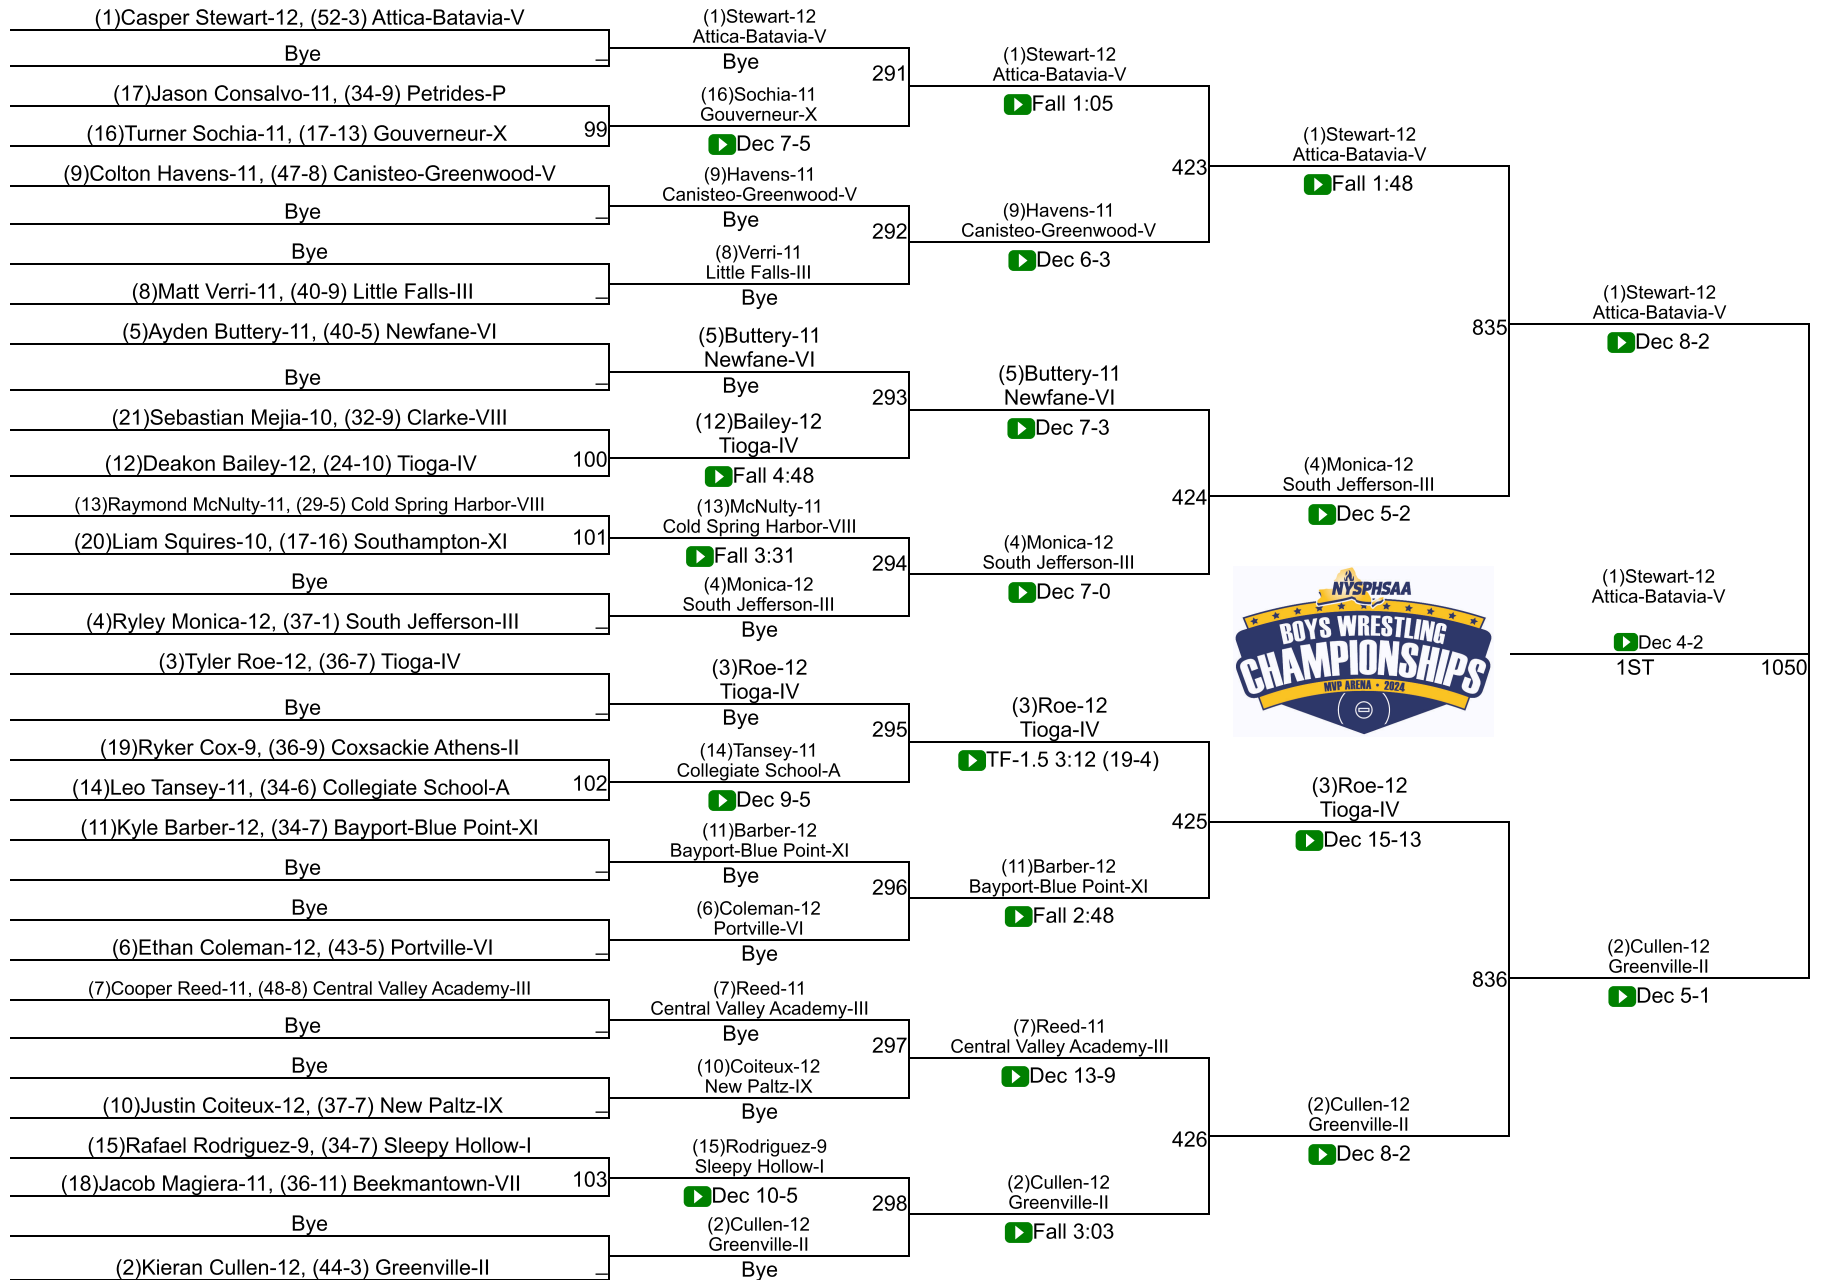 (1)Casper Stewart-12, (52-3) Attica-Batavia-V
Bye
(17)Jason Consalvo-11, (34-9) Petrides-P
(16)Turner Sochia-11, (17-13) Gouverneur-X
99
(9)Colton Havens-11, (47-8) Canisteo-Greenwood-V
Bye
Bye
(8)Matt Verri-11, (40-9) Little Falls-III
(5)Ayden Buttery-11, (40-5) Newfane-VI
Bye
(21)Sebastian Mejia-10, (32-9) Clarke-VIII
(12)Deakon Bailey-12, (24-10) Tioga-IV
100
(13)Raymond McNulty-11, (29-5) Cold Spring Harbor-VIII
(20)Liam Squires-10, (17-16) Southampton-XI
101
Bye
(4)Ryley Monica-12, (37-1) South Jefferson-III
(3)Tyler Roe-12, (36-7) Tioga-IV
Bye
(19)Ryker Cox-9, (36-9) Coxsackie Athens-II
(14)Leo Tansey-11, (34-6) Collegiate School-A
102
(11)Kyle Barber-12, (34-7) Bayport-Blue Point-XI
Bye
Bye
(6)Ethan Coleman-12, (43-5) Portville-VI
(7)Cooper Reed-11, (48-8) Central Valley Academy-III
Bye
Bye
(10)Justin Coiteux-12, (37-7) New Paltz-IX
(15)Rafael Rodriguez-9, (34-7) Sleepy Hollow-I
(18)Jacob Magiera-11, (36-11) Beekmantown-VII
103
Bye
(2)Kieran Cullen-12, (44-3) Greenville-II
(1)Stewart-12
Attica-Batavia-V
Bye
291
(16)Sochia-11
Gouverneur-X
Dec 7-5
(9)Havens-11
Canisteo-Greenwood-V
Bye
292
(8)Verri-11
Little Falls-III
Bye
(5)Buttery-11
Newfane-VI
Bye
293
(12)Bailey-12
Tioga-IV
Fall 4:48
(13)McNulty-11
Cold Spring Harbor-VIII
Fall 3:31
294
(4)Monica-12
South Jefferson-III
Bye
(3)Roe-12
Tioga-IV
Bye
295
(14)Tansey-11
Collegiate School-A
Dec 9-5
(11)Barber-12
Bayport-Blue Point-XI
Bye
296
(6)Coleman-12
Portville-VI
Bye
(7)Reed-11
Central Valley Academy-III
Bye
297
(10)Coiteux-12
New Paltz-IX
Bye
(15)Rodriguez-9
Sleepy Hollow-I
Dec 10-5
298
(2)Cullen-12
Greenville-II
Bye
(1)Stewart-12
Attica-Batavia-V
Fall 1:05
423
(9)Havens-11
Canisteo-Greenwood-V
Dec 6-3
(5)Buttery-11
Newfane-VI
Dec 7-3
424
(4)Monica-12
South Jefferson-III
Dec 7-0
(3)Roe-12
Tioga-IV
TF-1.5 3:12 (19-4)
425
(11)Barber-12
Bayport-Blue Point-XI
Fall 2:48
(7)Reed-11
Central Valley Academy-III
Dec 13-9
426
(2)Cullen-12
Greenville-II
Fall 3:03
(1)Stewart-12
Attica-Batavia-V
Fall 1:48
835
(4)Monica-12
South Jefferson-III
Dec 5-2
NYSPHSAA
BOYS WRESTLING
CHAMPIONSHIPS
MVP ARENA • 2024
(3)Roe-12
Tioga-IV
Dec 15-13
836
(2)Cullen-12
Greenville-II
Dec 8-2
(1)Stewart-12
Attica-Batavia-V
Dec 8-2
(1)Stewart-12
Attica-Batavia-V
Dec 4-2
1ST
1050
(2)Cullen-12
Greenville-II
Dec 5-1